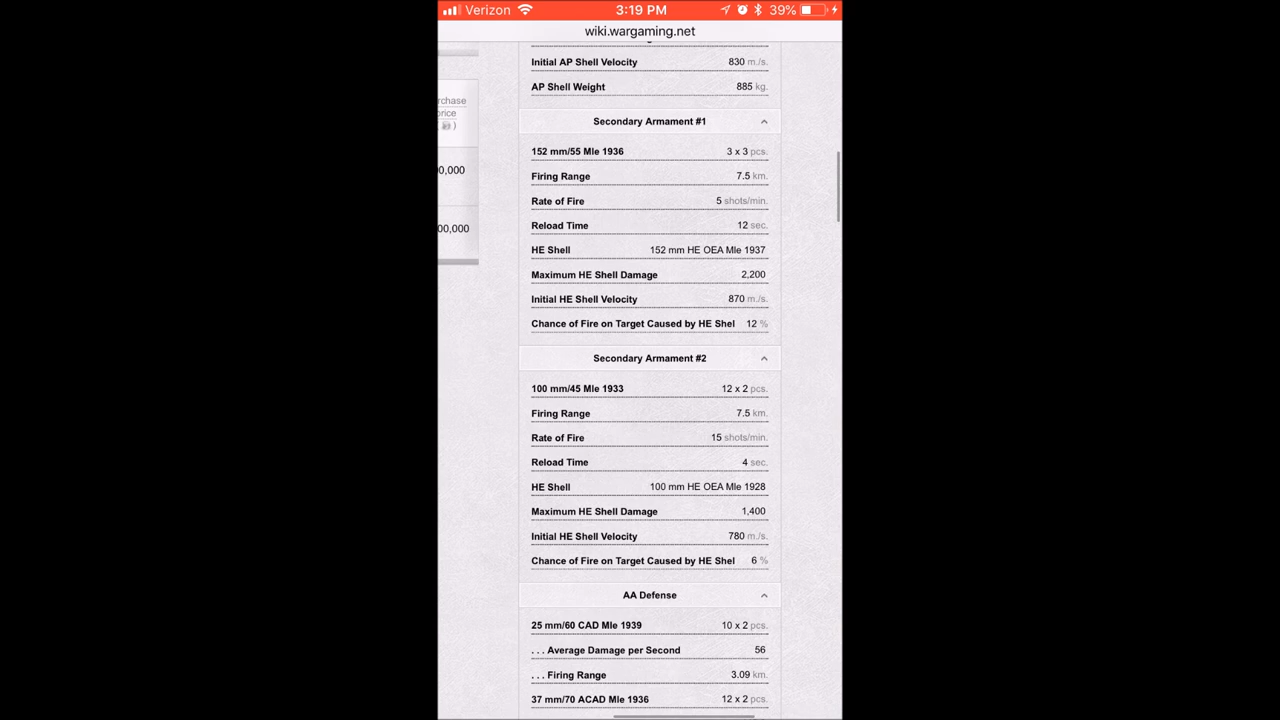 Verizon 3:19 PM 39%
wiki.wargaming.net
Initial AP Shell Velocity 830 m./s.
AP Shell Weight 885 kg.
rchase
price
( )
Secondary Armament #1
152 mm/55 Mle 1936 3 x 3 pcs.
0,000
Firing Range 7.5 km.
Rate of Fire 5 shots/min.
Reload Time 12 sec.
00,000
HE Shell 152 mm HE OEA Mle 1937
Maximum HE Shell Damage 2,200
Initial HE Shell Velocity 870 m./s.
Chance of Fire on Target Caused by HE Shel 12 %
Secondary Armament #2
100 mm/45 Mle 1933 12 x 2 pcs.
Firing Range 7.5 km.
Rate of Fire 15 shots/min.
Reload Time 4 sec.
HE Shell 100 mm HE OEA Mle 1928
Maximum HE Shell Damage 1,400
Initial HE Shell Velocity 780 m./s.
Chance of Fire on Target Caused by HE Shel 6 %
AA Defense
25 mm/60 CAD Mle 1939 10 x 2 pcs.
. . . Average Damage per Second 56
. . . Firing Range 3.09 km.
37 mm/70 ACAD Mle 1936 12 x 2 pcs.